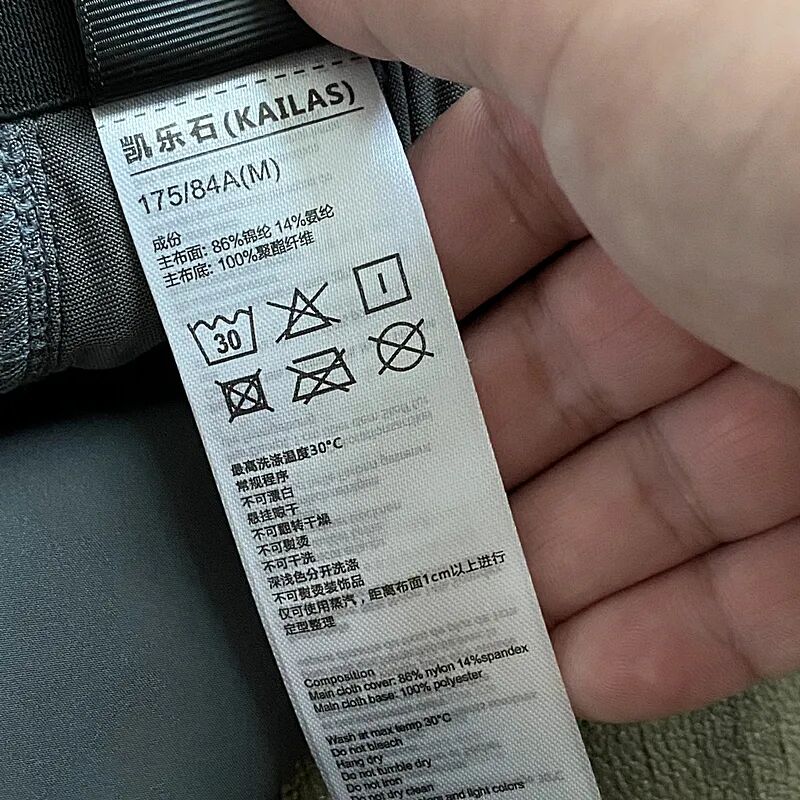 凯乐石(KAILAS)
175/84A(M)
成份
主布面: 86%锦纶 14%氨纶
主布底: 100%聚酯纤维
30
最高洗涤温度30°C
常规程序
不可漂白
悬挂晾干
不可翻转干燥
不可熨烫
不可干洗
深浅色分开洗涤
不可熨烫装饰品
仅可使用蒸汽，距离布面1cm以上进行
定型整理
Composition
Main cloth cover: 86% nylon 14%spandex
Main cloth base: 100% polyester
Wash at max temp 30°C
Do not bleach
Hang dry
Do not tumble dry
Do not iron
Do not dry clean
and light colors